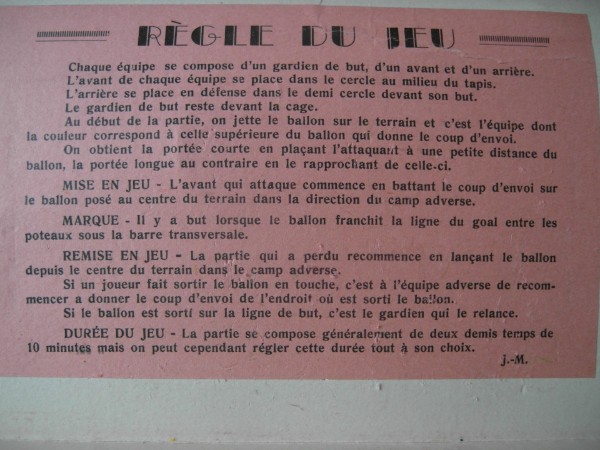 RÈGLE DU JEU
Chaque équipe se compose d'un gardien de but, d'un avant et d'un arrière.
L'avant de chaque équipe se place dans le cercle au milieu du tapis.
L'arrière se place en défense dans le demi cercle devant son but.
Le gardien de but reste devant la cage.
Au début de la partie, on jette le ballon sur le terrain et c'est l'équipe dont
la couleur correspond à celle supérieure du ballon qui donne le coup d'envoi.
On obtient la portée courte en plaçant l'attaquant à une petite distance du
ballon, la portée longue au contraire en le rapprochant de celle-ci.
MISE EN JEU - L'avant qui attaque commence en battant le coup d'envoi sur
le ballon posé au centre du terrain dans la direction du camp adverse.
MARQUE - Il y a but lorsque le ballon franchit la ligne du goal entre les
poteaux sous la barre transversale.
REMISE EN JEU - La partie qui a perdu recommence en lançant le ballon
depuis le centre du terrain dans le camp adverse.
Si un joueur fait sortir le ballon en touche, c'est à l'équipe adverse de recom-
mencer a donner le coup d'envoi de l'endroit où est sorti le ballon.
Si le ballon est sorti sur la ligne de but, c'est le gardien qui le relance.
DURÉE DU JEU - La partie se compose généralement de deux demis temps de
10 minutes mais on peut cependant régler cette durée tout à son choix.
J.-M.